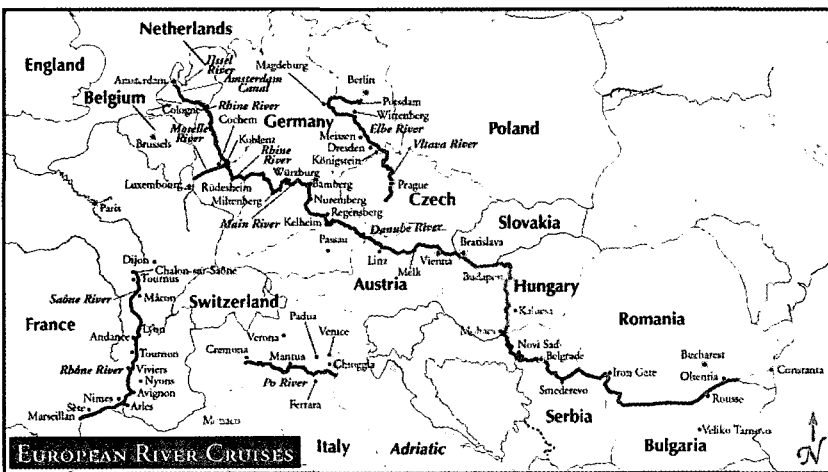 Netherlands
IJssel
River
England
Amsterdam
Amsterdam
Canal
Magdeburg
Berlin
Belgium
Cologne
Rhine River
Potsdam
Wittenberg
Cochem
Germany
Elbe River
Poland
Moselle
River
Brussels
Koblenz
Meissen
Dresden
Vltava River
Rhine
River
Königstein
Luxembourg
Rüdesheim
Würzburg
Bamberg
Prague
Miltenberg
Czech
Paris
Nuremberg
Main River
Regensberg
Kelheim
Danube River
Slovakia
Passau
Bratislava
Dijon
Linz
Vienna
Chalon-sur-Saône
Melk
Budapest
Tournus
Austria
Hungary
Saône River
Mâcon
Switzerland
Kalocsa
France
Padua
Romania
Lyon
Verona
Venice
Mohacs
Andance
Cremona
Novi Sad
Tournon
Mantua
Chioggia
Belgrade
Bucharest
Rhône River
Viviers
Iron Gate
Oltenita
Constanta
Nyons
Po River
Avignon
Smederevo
Rousse
Nimes
Sète
Arles
Ferrara
Marseillan
Serbia
Monaco
Veliko Tarnovo
Italy
Adriatic
Bulgaria
N
EUROPEAN RIVER CRUISES